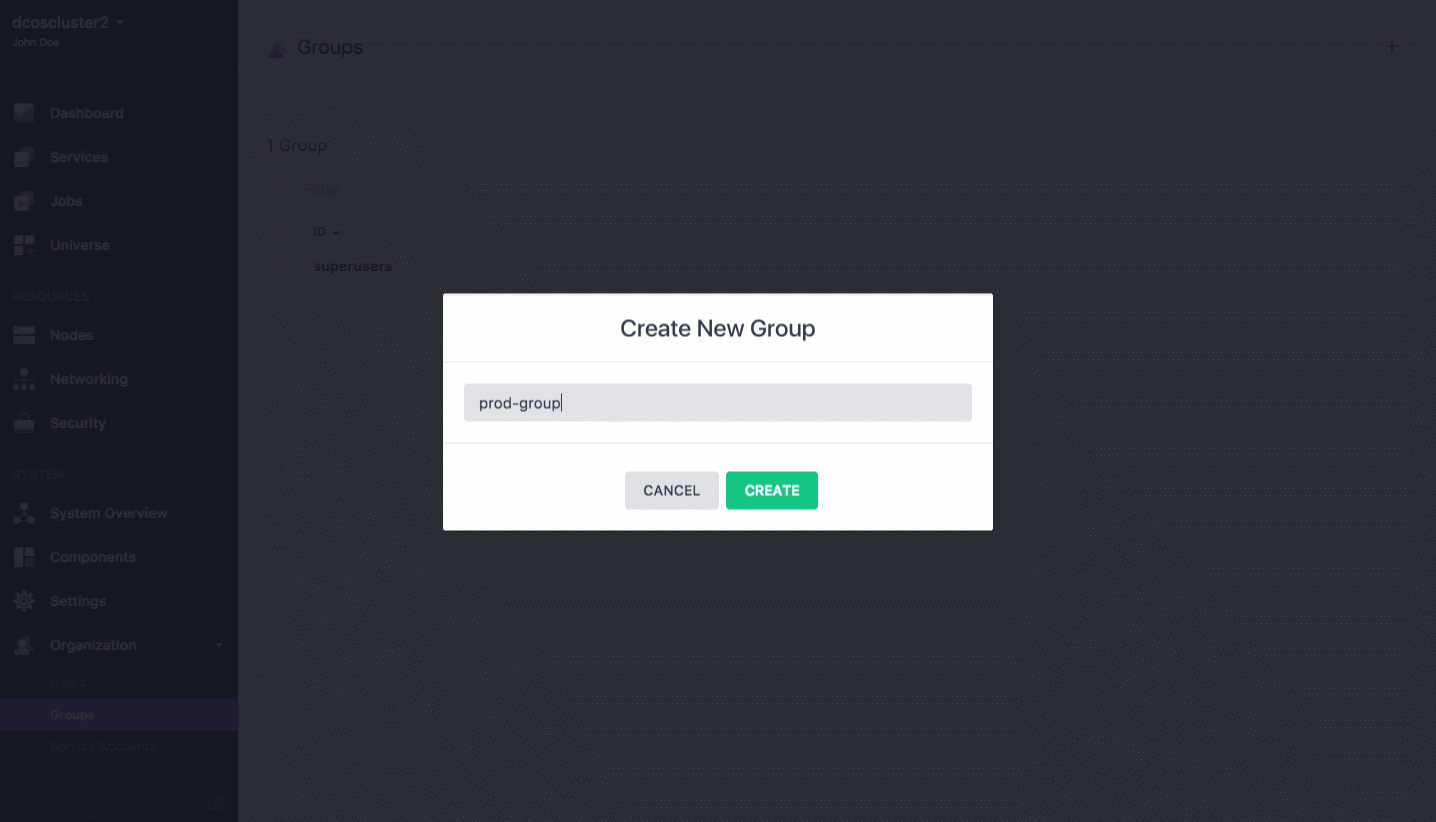 dcoscluster2
John Doe
Dashboard
Services
Jobs
Universe
RESOURCES
Nodes
Networking
Security
SYSTEM
System Overview
Components
Settings
Organization
Users
Groups
Service Accounts
Groups
+
1 Group
Filter
ID
superusers
Create New Group
prod-group
CANCEL
CREATE